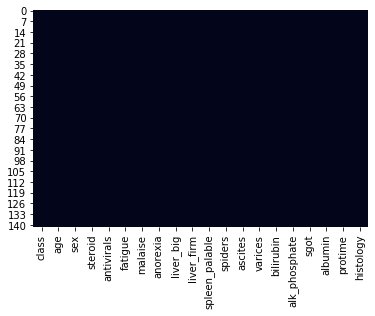 0
7
14
21
28
35
42
49
56
63
70
77
84
91
98
105
112
119
126
133
140
class
age
sex
steroid
antivirals
fatigue
malaise
anorexia
liver_big
liver_firm
spleen_palable
spiders
ascites
varices
bilirubin
alk_phosphate
sgot
albumin
protime
histology